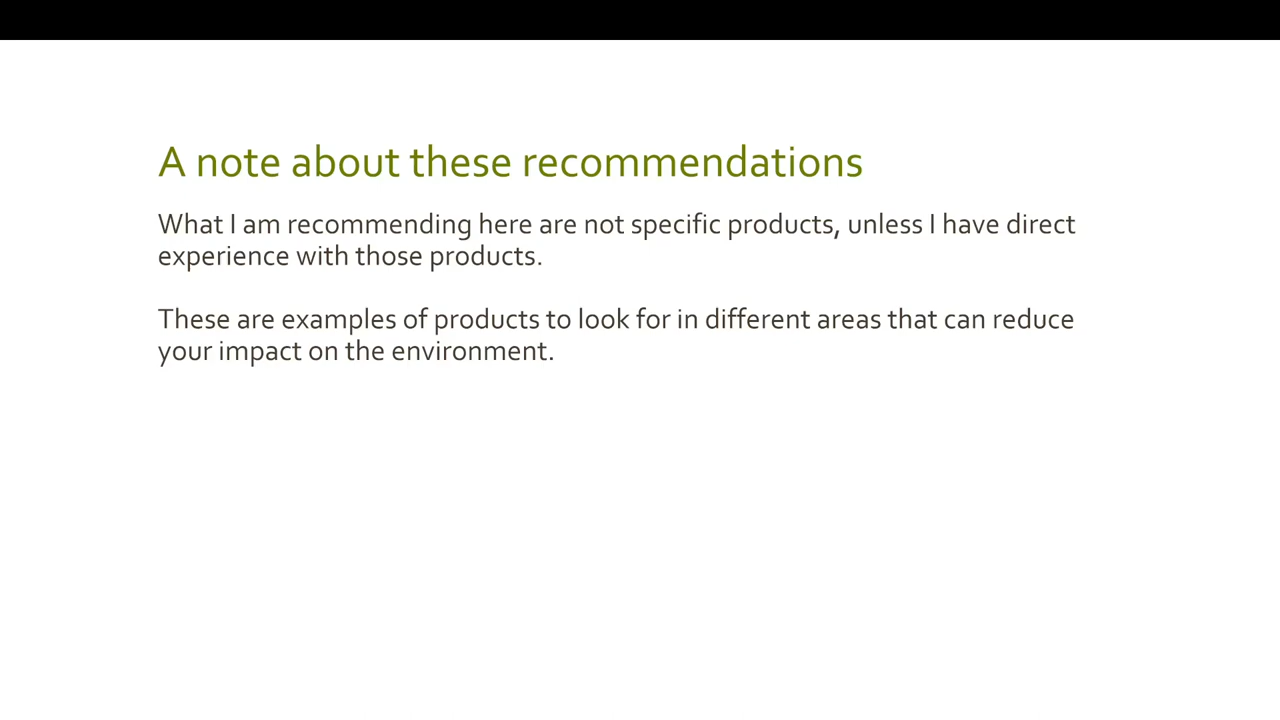 A note about these recommendations
What I am recommending here are not specific products, unless I have direct
experience with those products.
These are examples of products to look for in different areas that can reduce
your impact on the environment.